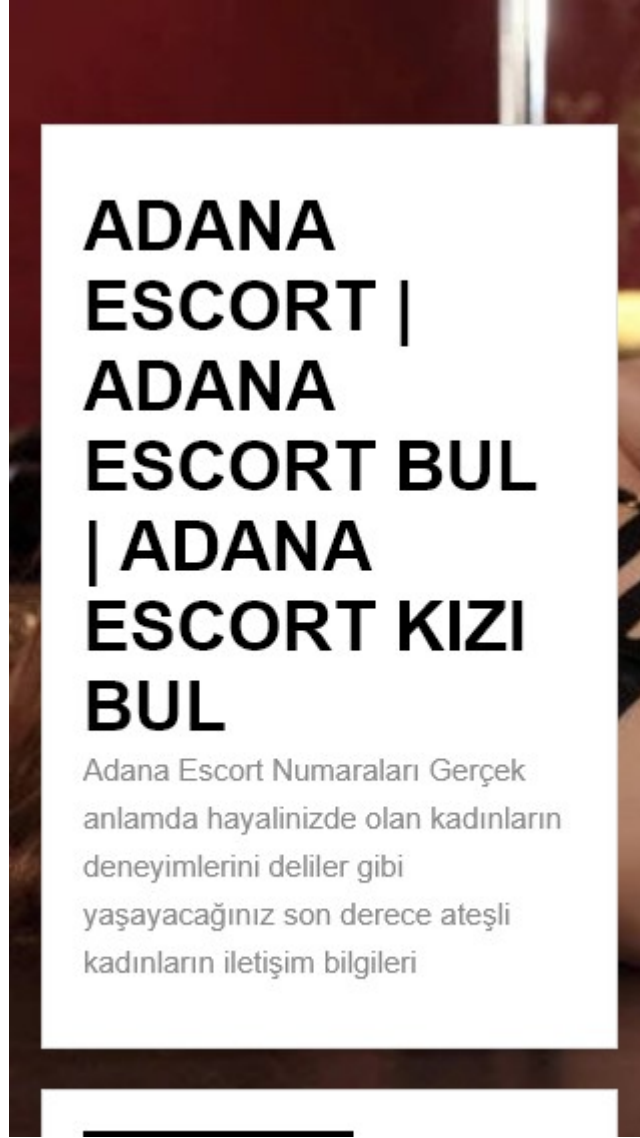 ADANA
ESCORT |
ADANA
ESCORT BUL
| ADANA
ESCORT KIZI
BUL
Adana Escort Numaraları Gerçek
anlamda hayalinizde olan kadınların
deneyimlerini deliler gibi
yaşayacağınız son derece ateşli
kadınların iletişim bilgileri